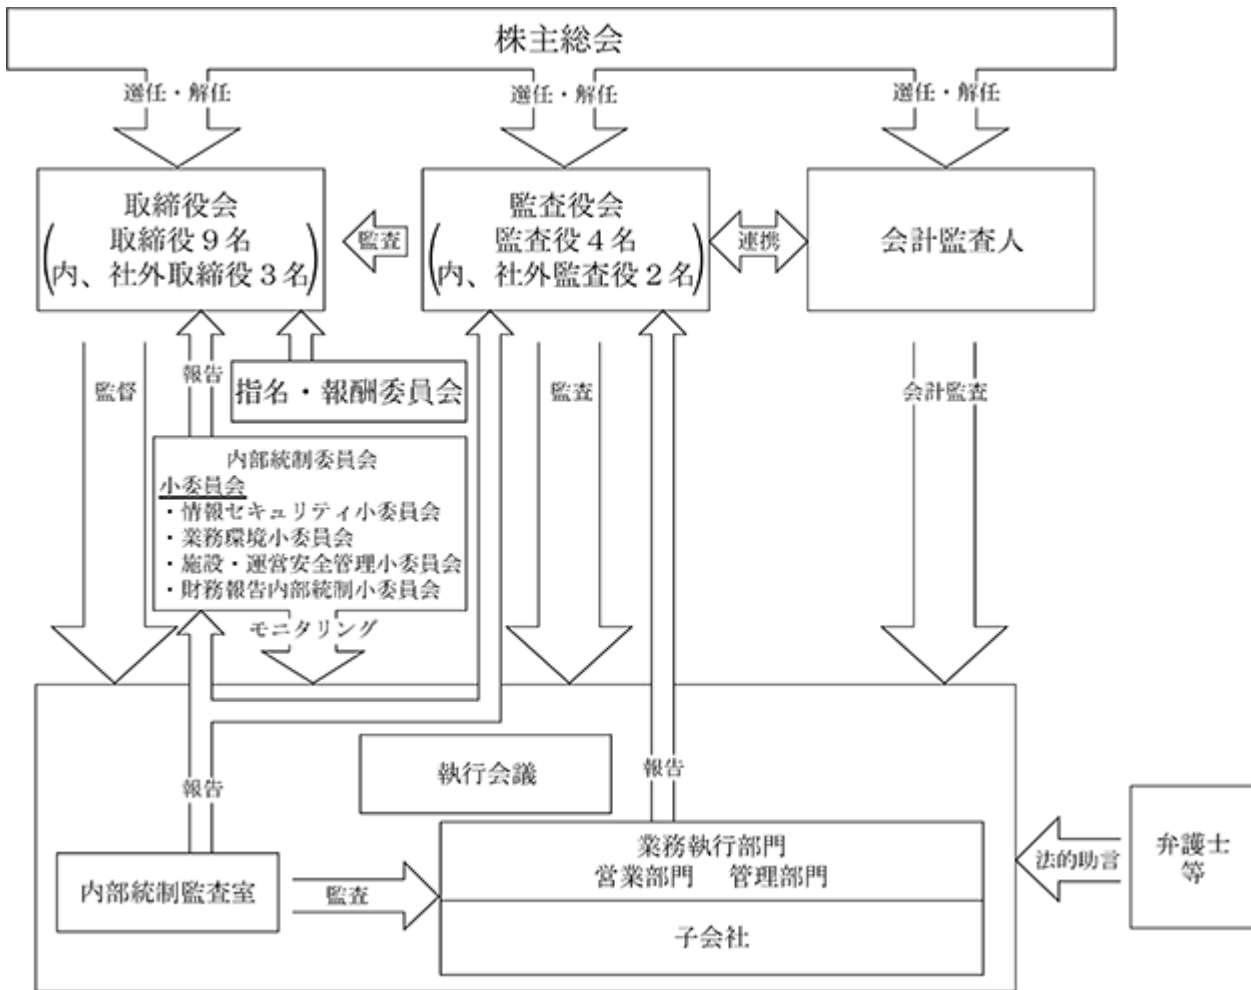 株主総会
選任・解任
選任・解任
選任・解任
取締役会
取締役9名
(内、社外取締役3名)
監査
監査役会
監査役4名
(内、社外監査役2名)
連携
会計監査人
監督
報告
指名・報酬委員会
監査
会計監査
内部統制委員会
小委員会
・情報セキュリティ小委員会
・業務環境小委員会
・施設・運営安全管理小委員会
・財務報告内部統制小委員会
モニタリング
執行会議
報告
報告
業務執行部門
営業部門 管理部門
子会社
内部統制監査室
監査
法的助言
弁護士
等